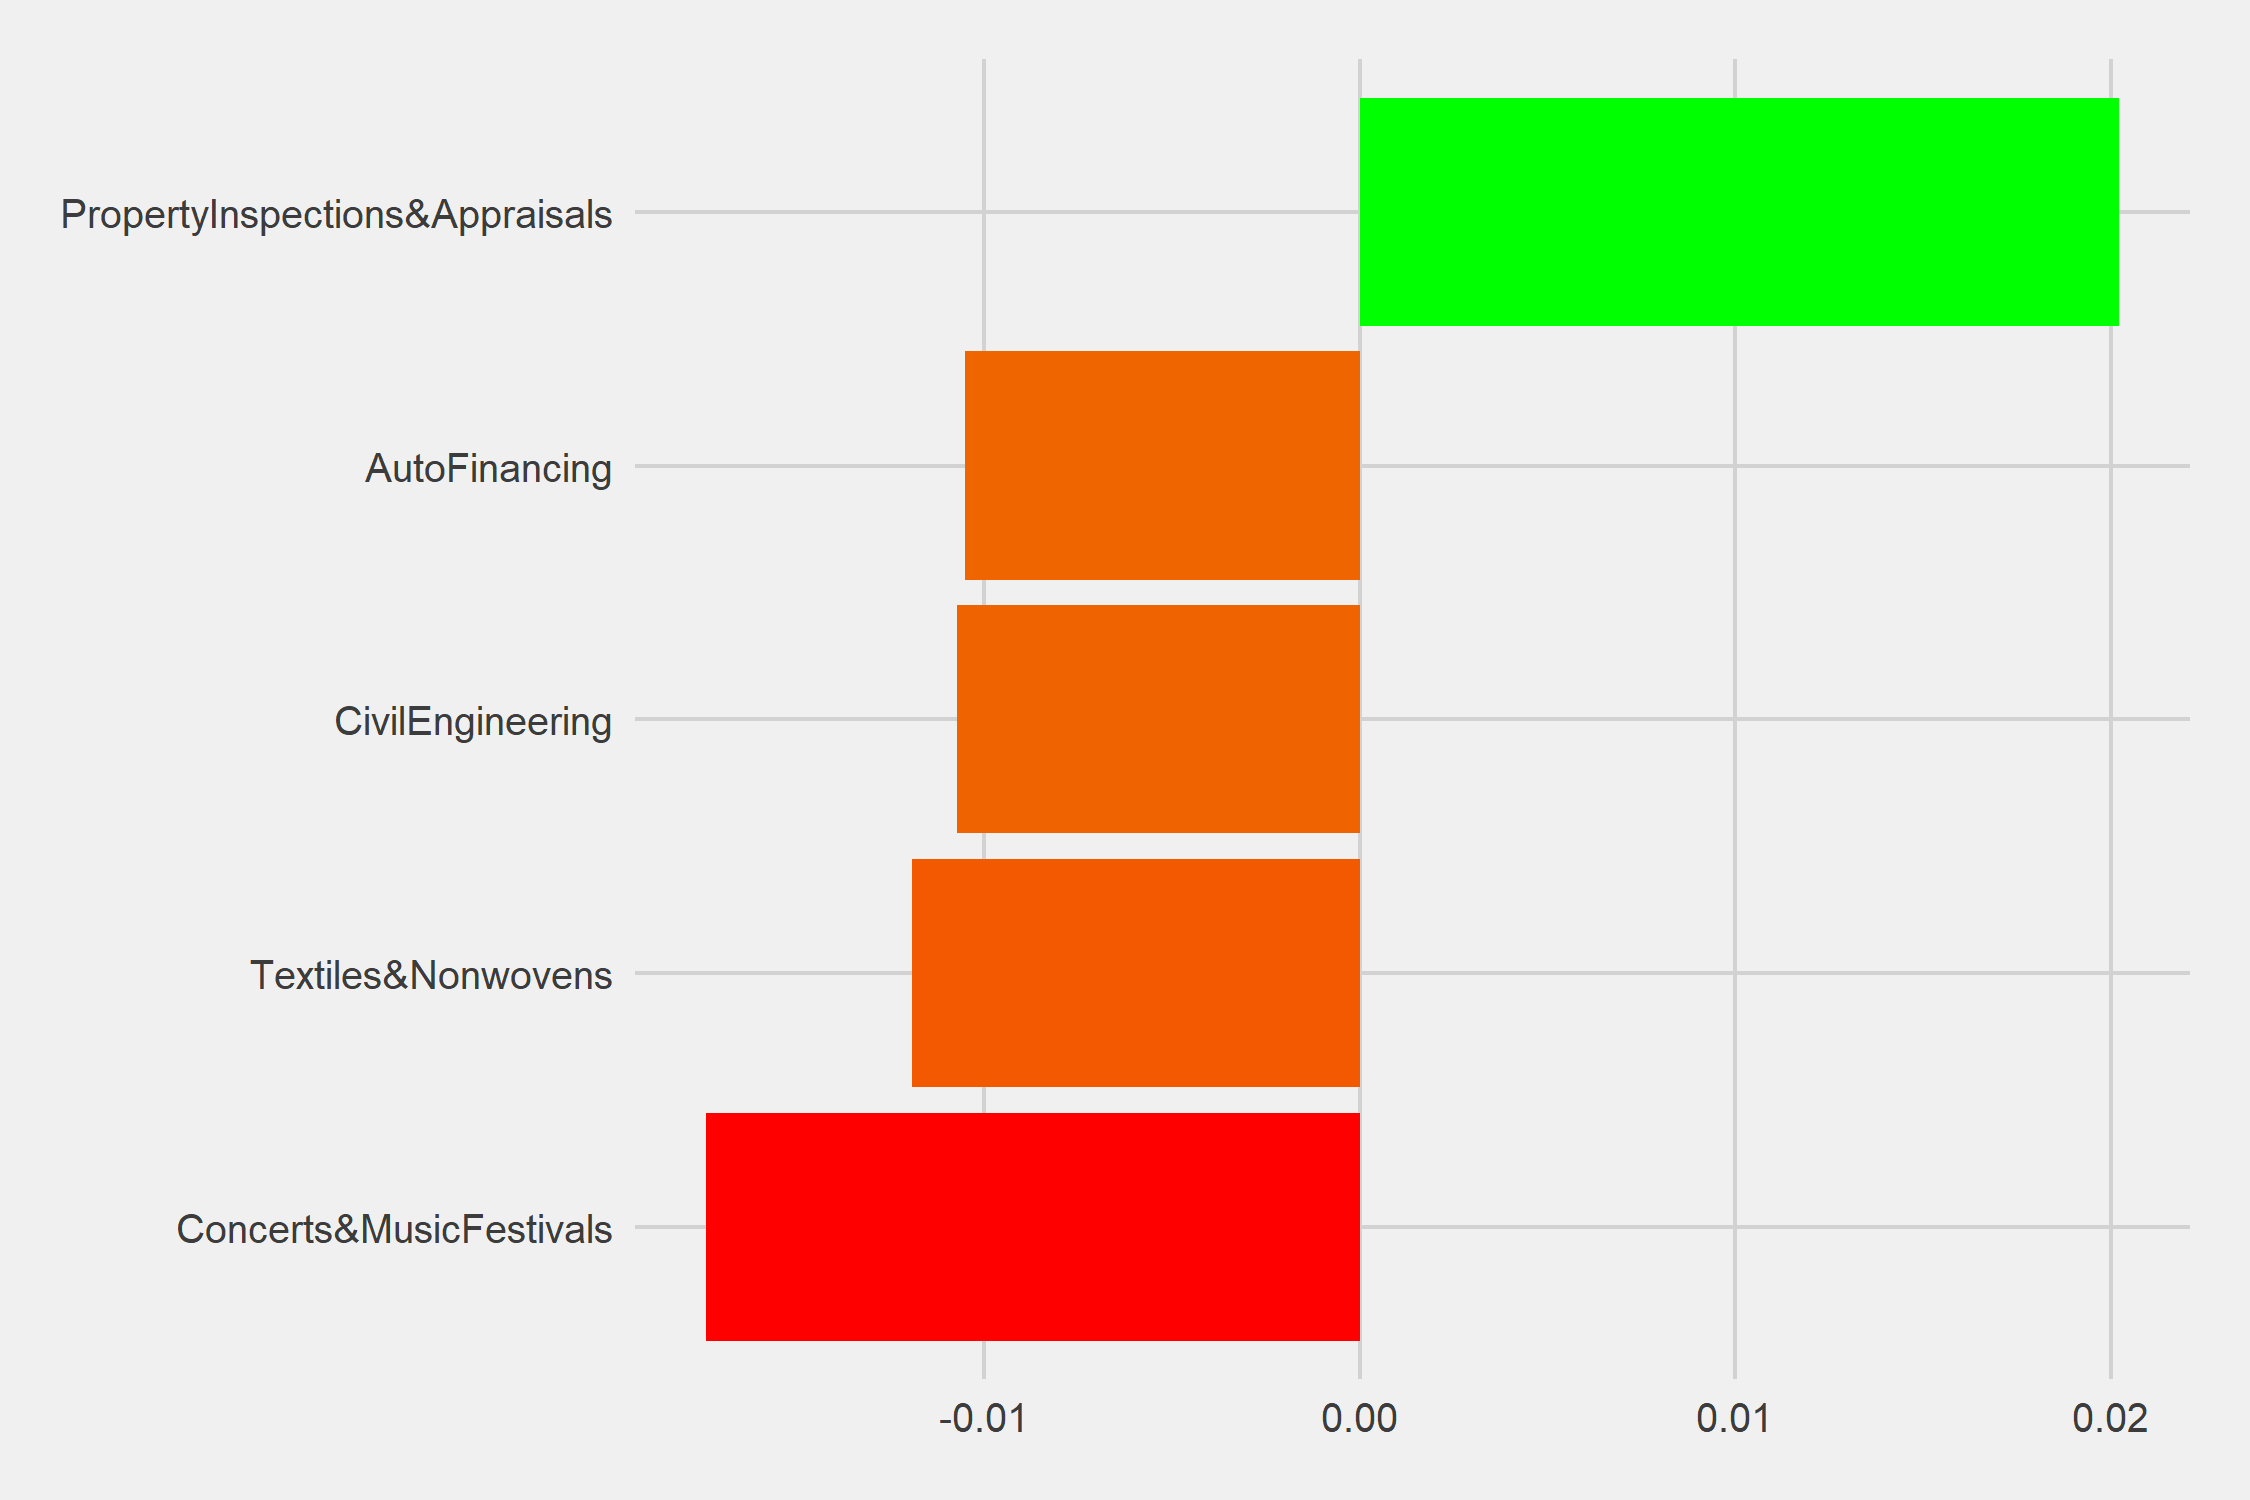 PropertyInspections&Appraisals
AutoFinancing
CivilEngineering
Textiles&Nonwovens
Concerts&MusicFestivals
-0.01 0.00 0.01 0.02